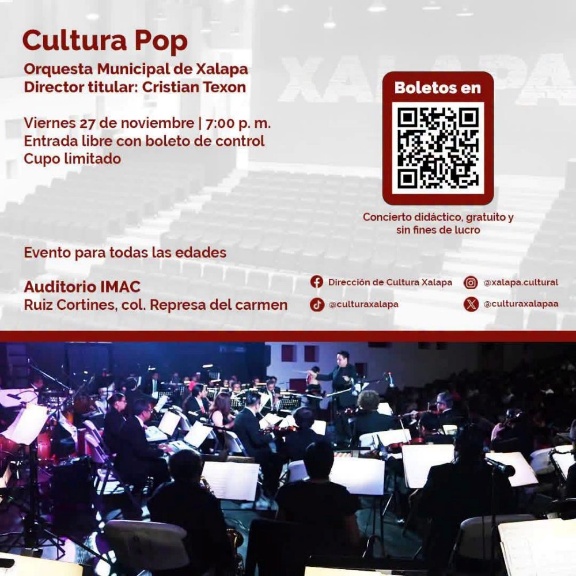 Cultura Pop
Orquesta Municipal de Xalapa
Director titular: Cristian Texon
Viernes 27 de noviembre | 7:00 p. m.
Entrada libre con boleto de control
Cupo limitado
XALAPA
Boletos en
Concierto didáctico, gratuito y
sin fines de lucro
Evento para todas las edades
Auditorio IMAC
Ruiz Cortines, col. Represa del carmen
Dirección de Cultura Xalapa
@xalapa.cultural
@culturaxalapa
@culturaxalapaa